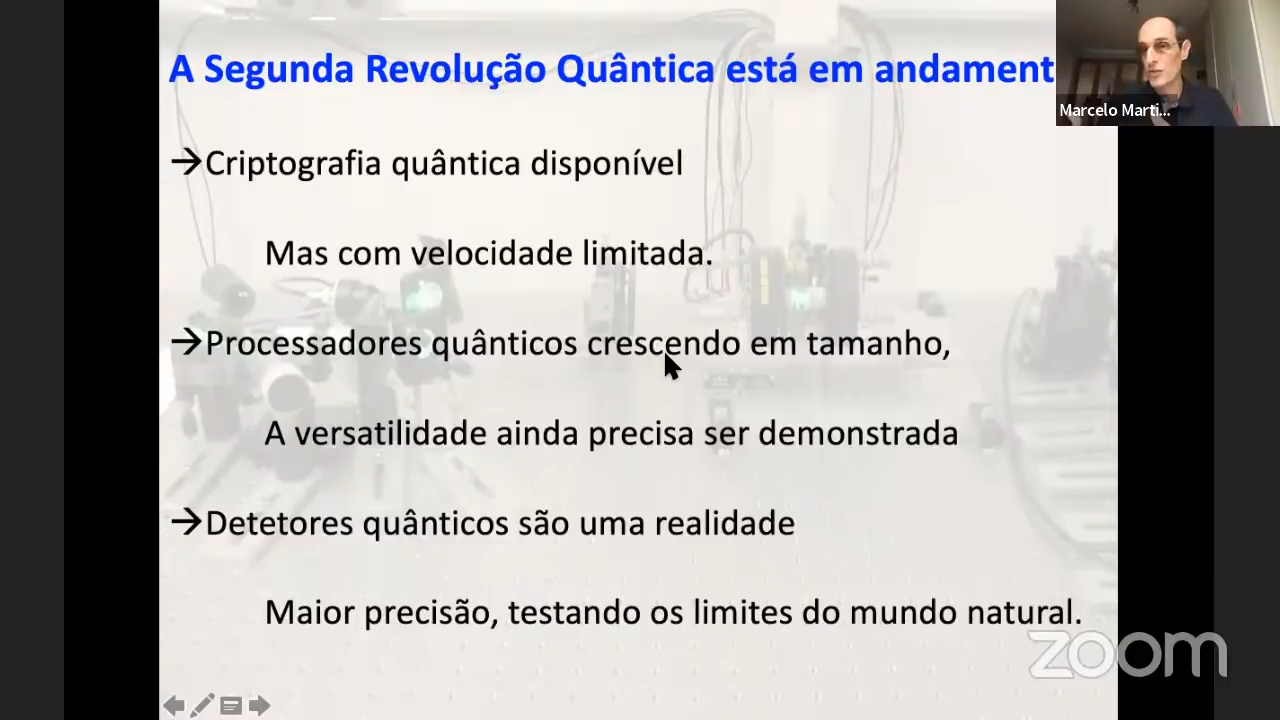 A Segunda Revolução Quântica está em andament
Marcelo Marti...
→Criptografia quântica disponível
Mas com velocidade limitada.
→Processadores quânticos crescendo em tamanho,
A versatilidade ainda precisa ser demonstrada
→Detetores quânticos são uma realidade
Maior precisão, testando os limites do mundo natural.
zoom